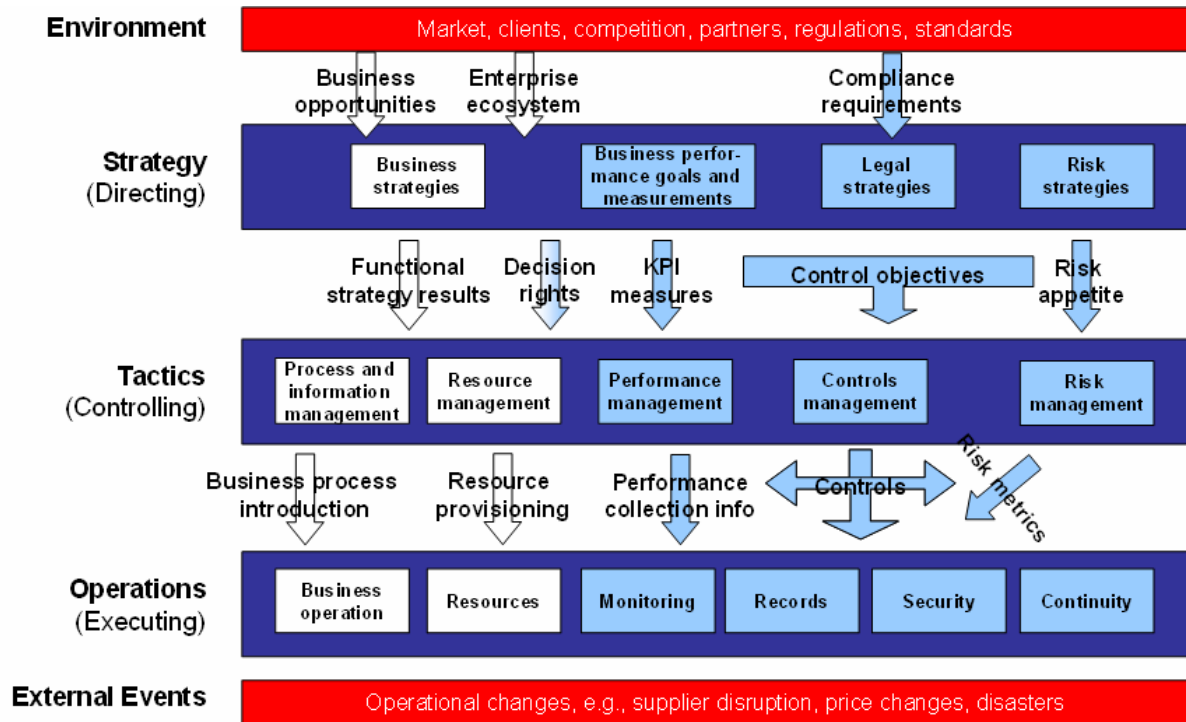 Environment
Market, clients, competition, partners, regulations, standards
Business
opportunities
Enterprise
ecosystem
Compliance
requirements
Strategy
(Directing)
Business
strategies
Business perfor-
mance goals and
measurements
Legal
strategies
Risk
strategies
Functional
strategy results
Decision
rights
KPI
measures
Control objectives
Risk
appetite
Tactics
(Controlling)
Process and
information
management
Resource
management
Performance
management
Controls
management
Risk
management
Business process
introduction
Resource
provisioning
Performance
collection info
Controls
Risk metrics
Operations
(Executing)
Business
operation
Resources
Monitoring
Records
Security
Continuity
External Events
Operational changes, e.g., supplier disruption, price changes, disasters